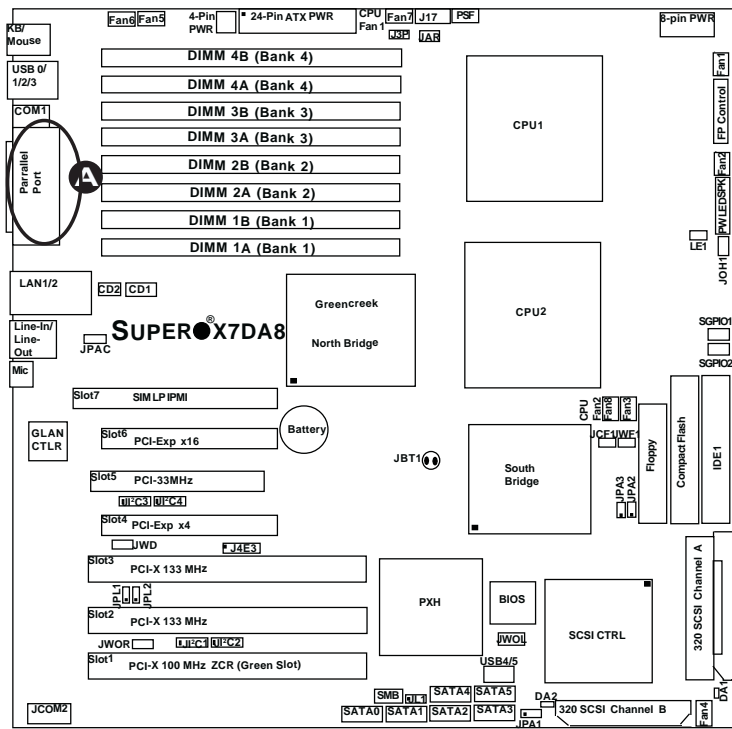 KB/
Mouse
Fan6
Fan5
4-Pin
PWR
24-Pin ATX PWR
CPU
Fan 1
Fan7
J17
PSF
J3P
JAR
8-pin PWR
USB 0/
1/2/3
COM1
Parrallel
Port
A
DIMM 4B (Bank 4)
DIMM 4A (Bank 4)
DIMM 3B (Bank 3)
DIMM 3A (Bank 3)
DIMM 2B (Bank 2)
DIMM 2A (Bank 2)
DIMM 1B (Bank 1)
DIMM 1A (Bank 1)
CPU1
Fan1
FP Control
Fan2
PWLEDSPK
LE1
JOH1
LAN1/2
CD2
CD1
Line-In/
Line-
Out
JPAC
Mic
SUPER®X7DA8
Greencreek
North Bridge
CPU2
SGPIO1
SGPIO2
Slot7
SIMLP IPMI
GLAN
CTLR
Slot6
PCI-Exp x16
Battery
Slot5
PCI-33MHz
JI²C3
JI²C4
Slot4
PCI-Exp x4
JWD
J4E3
JBT1
South
Bridge
CPU
Fan2
Fan8
Fan3
JCF1
JWF1
Floppy
Compact Flash
IDE1
JPA3
JPA2
Slot3
PCI-X 133 MHz
JPL1
JPL2
Slot2
PCI-X 133 MHz
JWOR
JI²C1
JI²C2
Slot1
PCI-X 100 MHz ZCR (Green Slot)
PXH
BIOS
JWOL
USB4/5
SCSI CTRL
320 SCSI Channel A
DA1
JCOM2
SMB
JL1
SATA4
SATA5
SATA0
SATA1
SATA2
SATA3
DA2
JPA1
320 SCSI Channel B
Fan4